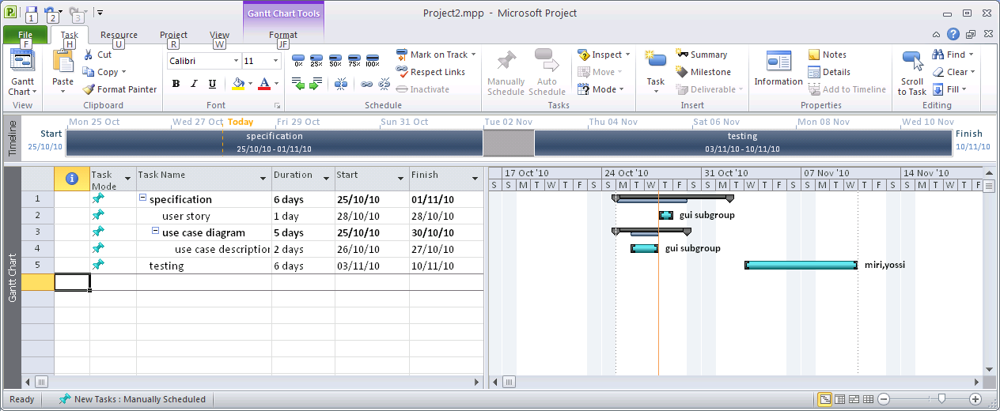 Project2.mpp - Microsoft Project
Gantt Chart Tools
1 2 3
File Task Resource Project View Format
F H U R W JF
Gantt Chart
View
Paste
Cut
Copy
Format Painter
Clipboard
Calibri 11
B I U A
Font
0% 25% 50% 75% 100%
Mark on Track
Respect Links
Inactivate
Schedule
Manually Schedule
Auto Schedule
Inspect
Move
Mode
Tasks
Task
Summary
Milestone
Deliverable
Insert
Information
Notes
Details
Add to Timeline
Properties
Scroll to Task
Find
Clear
Fill
Editing
Timeline
Mon 25 Oct Wed 27 Oct Today Fri 29 Oct Sun 31 Oct Tue 02 Nov Thu 04 Nov Sat 06 Nov Mon 08 Nov Wed 10 Nov
Start
25/10/10
specification
25/10/10 - 01/11/10
testing
03/11/10 - 10/11/10
Finish
10/11/10
Gantt Chart
Task Mode Task Name Duration Start Finish
17 Oct '10 24 Oct '10 31 Oct '10 07 Nov '10 14 Nov '10
S S M T W T F S S M T W T F S S M T W T F S S M T W T F S S M T W T F
1 specification 6 days 25/10/10 01/11/10
2 user story 1 day 28/10/10 28/10/10 gui subgroup
3 use case diagram 5 days 25/10/10 30/10/10
4 use case description 2 days 26/10/10 27/10/10 gui subgroup
5 testing 6 days 03/11/10 10/11/10 miri,yossi
Ready New Tasks : Manually Scheduled